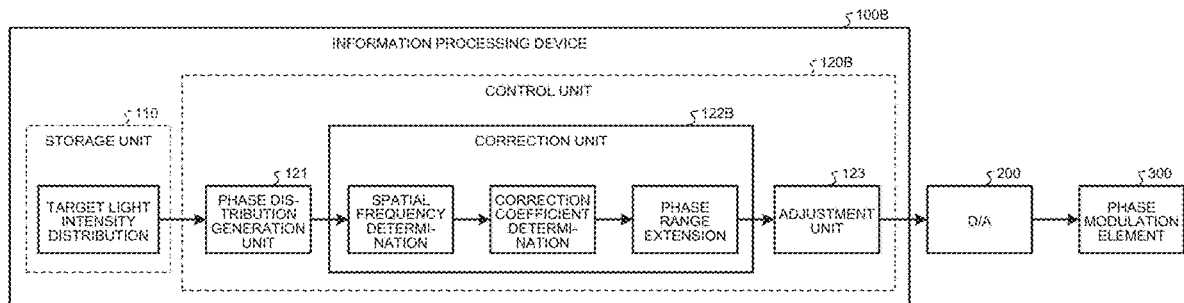 100B
INFORMATION PROCESSING DEVICE
120B
CONTROL UNIT
110
STORAGE UNIT
122B
CORRECTION UNIT
TARGET LIGHT
INTENSITY
DISTRIBUTION
121
PHASE DIS-
TRIBUTION
GENERATION
UNIT
SPATIAL
FREQUENCY
DETERMI-
NATION
CORRECTION
COEFFICIENT
DETERMI-
NATION
PHASE
RANGE
EXTENSION
123
ADJUSTMENT
UNIT
200
D/A
300
PHASE
MODULATION
ELEMENT